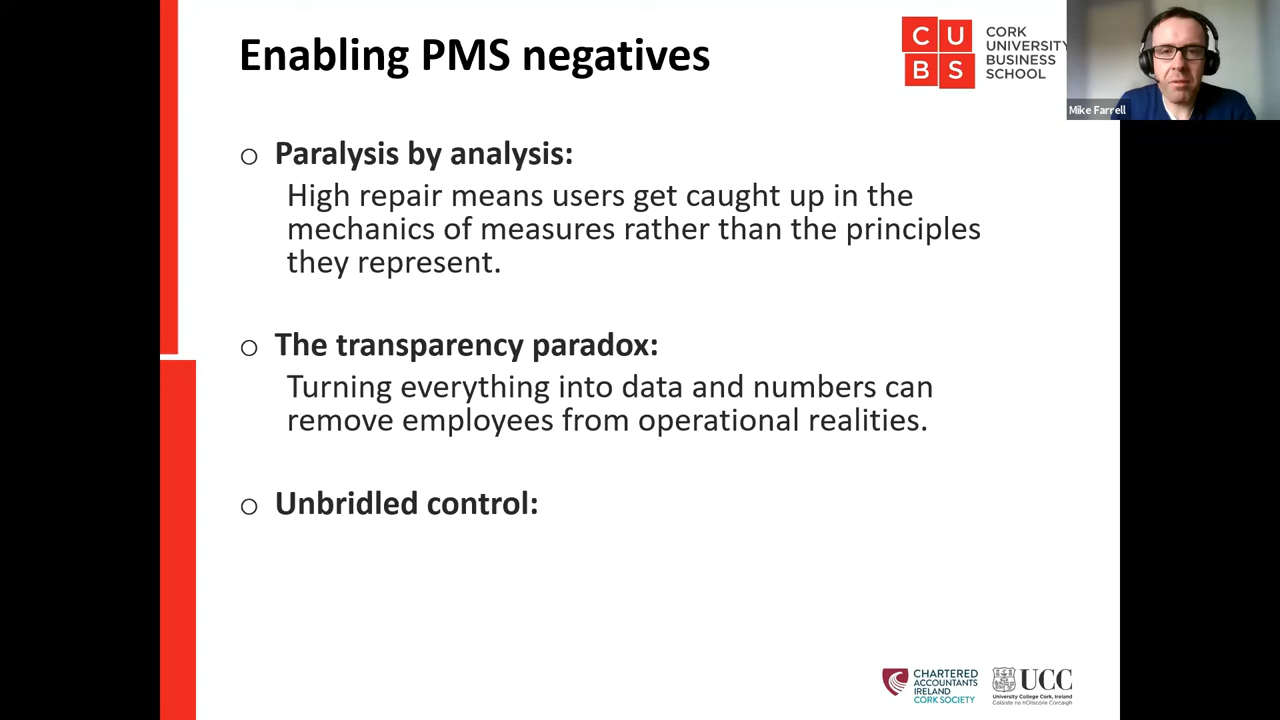 Enabling PMS negatives
C U B S
CORK
UNIVERSITY
BUSINESS
SCHOOL
Mike Farrell
o Paralysis by analysis:
High repair means users get caught up in the
mechanics of measures rather than the principles
they represent.
o The transparency paradox:
Turning everything into data and numbers can
remove employees from operational realities.
o Unbridled control:
CHARTERED
ACCOUNTANTS
IRELAND
CORK SOCIETY
UCC
University College Cork, Ireland
Coláiste na hOllscoile Corcaigh